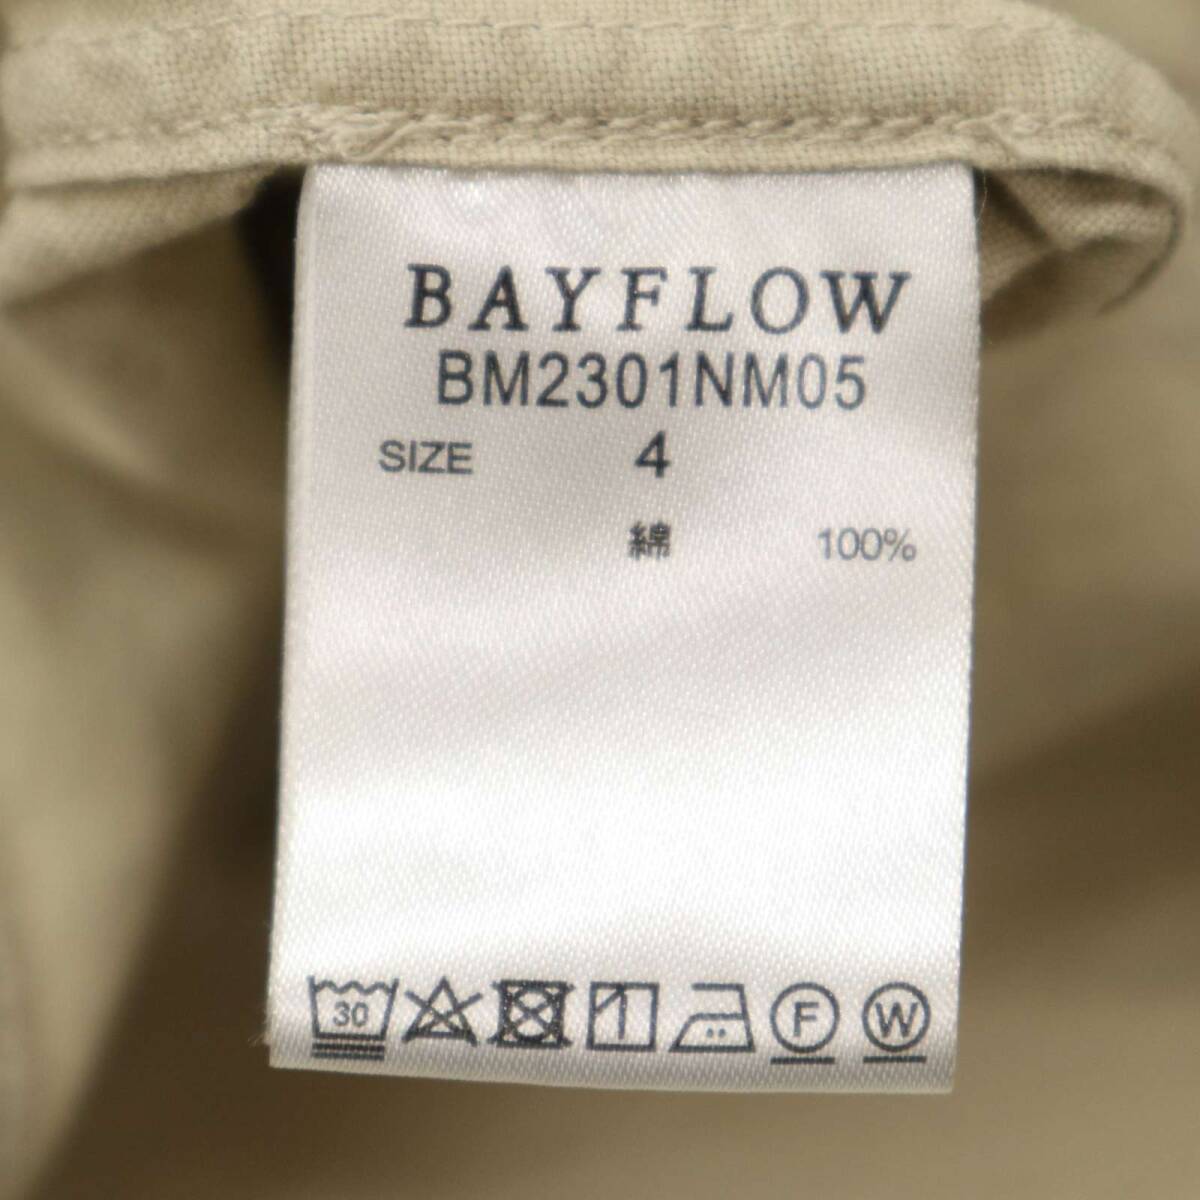 BAYFLOW
BM2301NM05
SIZE 4
綿 100%
30 F W